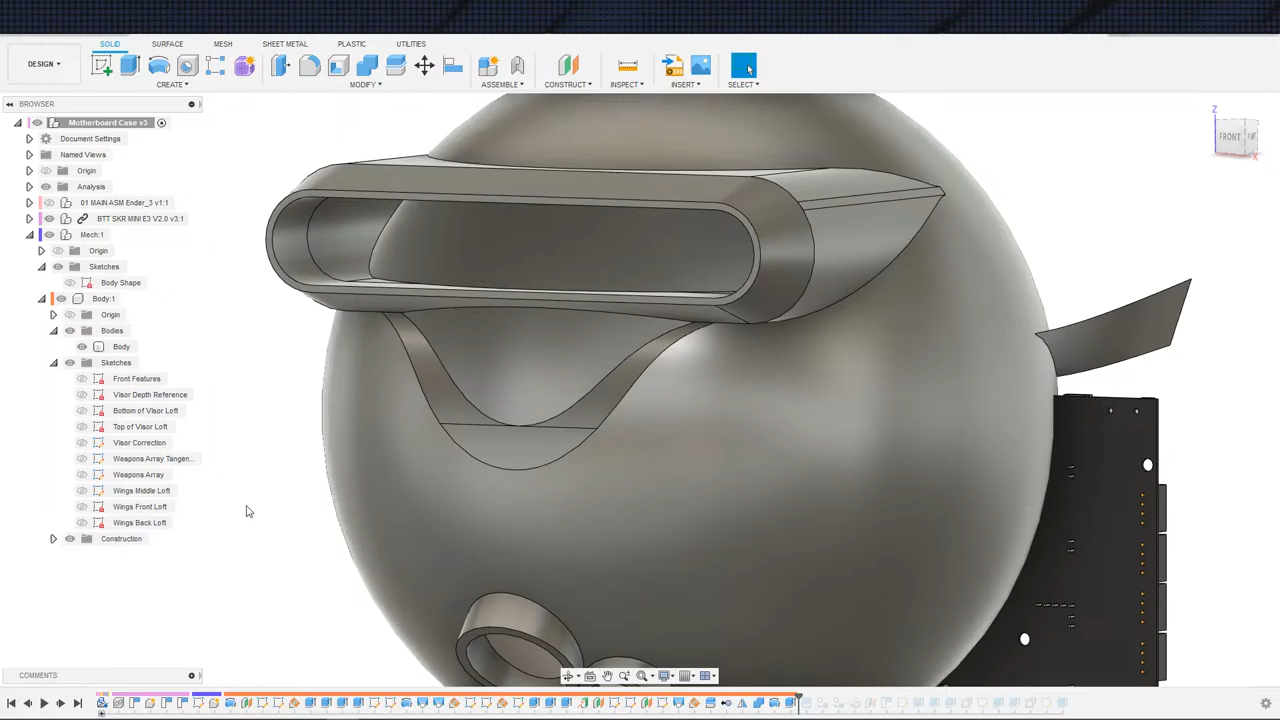 SOLID SURFACE MESH SHEET METAL PLASTIC UTILITIES
DESIGN
CREATE MODIFY ASSEMBLE CONSTRUCT INSPECT INSERT SELECT
BROWSER
Motherboard Case v3
Document Settings
Named Views
Origin
Analysis
01 MAIN ASM Ender_3 v1:1
BTT SKR MINI E3 V2.0 v3:1
Mech:1
Origin
Sketches
Body Shape
Body:1
Origin
Bodies
Body
Sketches
Front Features
Visor Depth Reference
Bottom of Visor Loft
Top of Visor Loft
Visor Correction
Weapons Array Tangen...
Weapons Array
Wings Middle Loft
Wings Front Loft
Wings Back Loft
Construction
COMMENTS
Z
FRONT
X